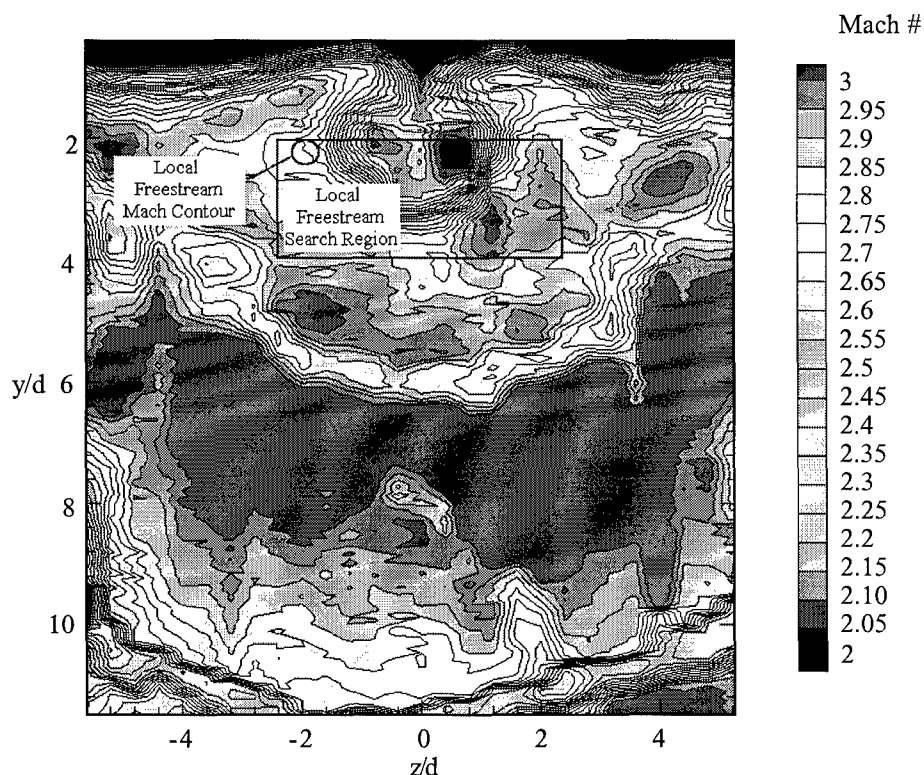 Mach #
3
2.95
2.9
2.85
2.8
2.75
2.7
2.65
2.6
2.55
2.5
2.45
2.4
2.35
2.3
2.25
2.2
2.15
2.10
2.05
2
2
4
y/d 6
8
10
Local
Freestream
Mach Contour
Local
Freestream
Search Region
-4 -2 0 2 4
z/d